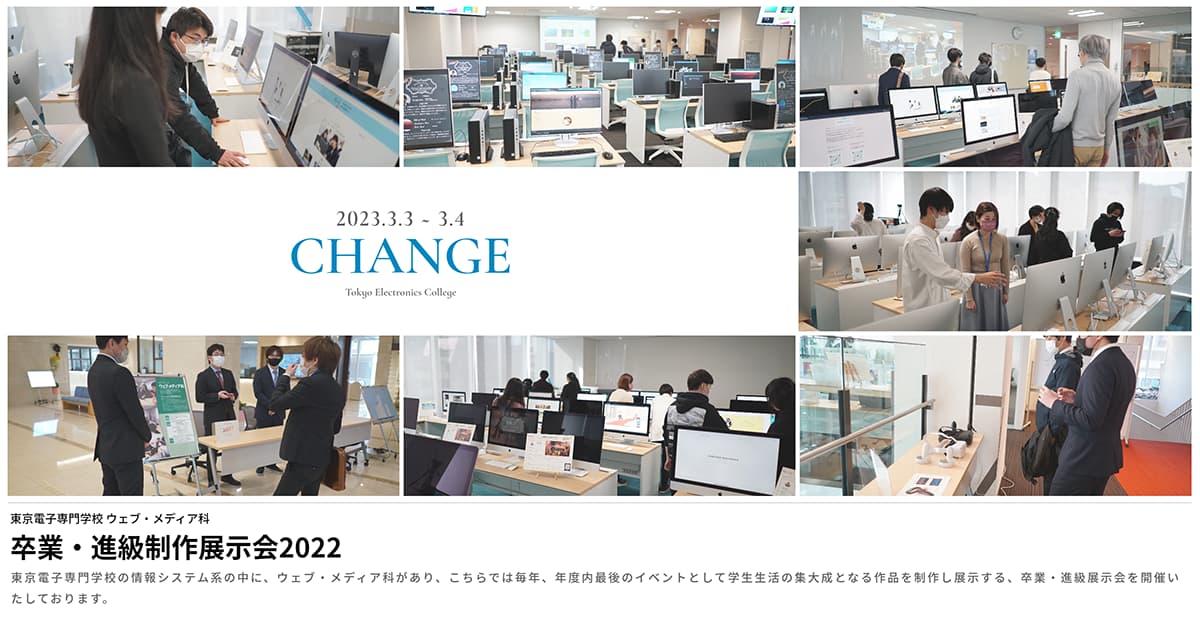 2023.3.3 ~ 3.4
CHANGE
Tokyo Electronics College
東京電子専門学校 ウェブ・メディア科
卒業・進級制作展示会2022
東京電子専門学校の情報システム系の中に、ウェブ・メディア科があり、こちらでは毎年、年度内最後のイベントとして学生生活の集大成となる作品を制作し展示する、卒業・進級展示会を開催い
たしております。